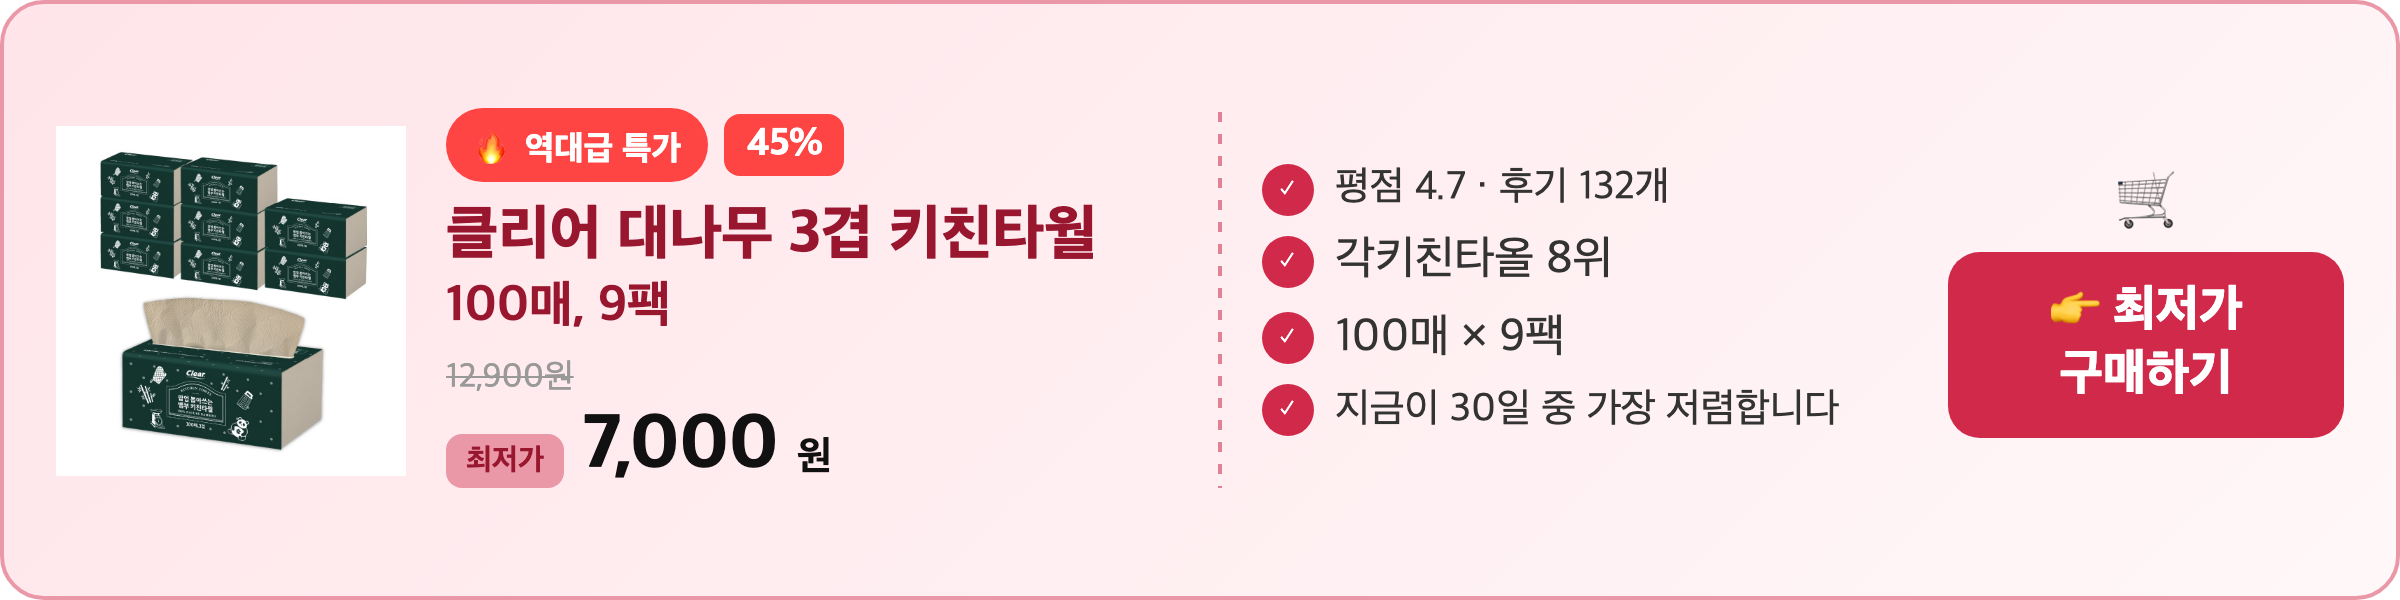 🔥 역대급 특가 45%
클리어 대나무 3겹 키친타월
100매, 9팩
12,900원
최저가 7,000 원
✓ 평점 4.7 · 후기 132개
✓ 각키친타올 8위
✓ 100매 × 9팩
✓ 지금이 30일 중 가장 저렴합니다
👉 최저가
구매하기
Clear